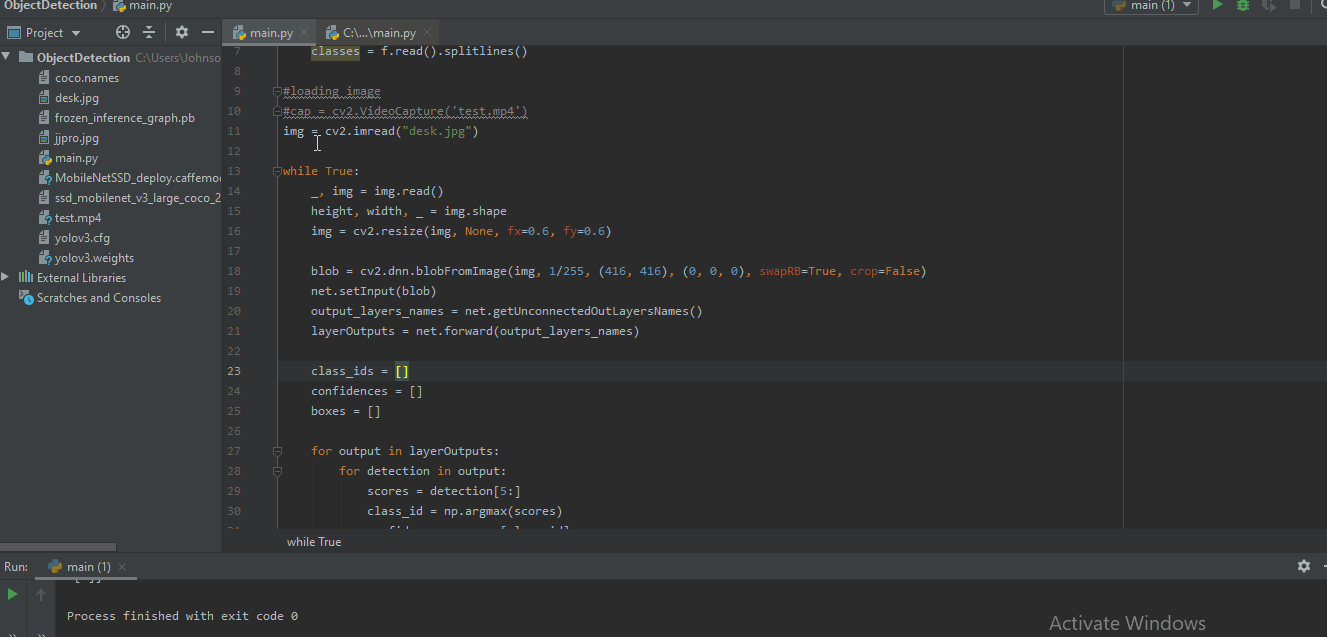 ObjectDetection main.py main (1)
Project main.py C:\...\main.py
ObjectDetection C:\Users\Johnso
coco.names
desk.jpg
frozen_inference_graph.pb
jjpro.jpg
main.py
MobileNetSSD_deploy.caffemo
ssd_mobilenet_v3_large_coco_2
test.mp4
yolov3.cfg
yolov3.weights
External Libraries
Scratches and Consoles
7 classes = f.read().splitlines()
8
9 #loading image
10 #cap = cv2.VideoCapture('test.mp4')
11 img = cv2.imread("desk.jpg")
12
13 while True:
14 _, img = img.read()
15 height, width, _ = img.shape
16 img = cv2.resize(img, None, fx=0.6, fy=0.6)
17
18 blob = cv2.dnn.blobFromImage(img, 1/255, (416, 416), (0, 0, 0), swapRB=True, crop=False)
19 net.setInput(blob)
20 output_layers_names = net.getUnconnectedOutLayersNames()
21 layerOutputs = net.forward(output_layers_names)
22
23 class_ids = []
24 confidences = []
25 boxes = []
26
27 for output in layerOutputs:
28 for detection in output:
29 scores = detection[5:]
30 class_id = np.argmax(scores)
while True
Run: main (1)
Process finished with exit code 0
Activate Windows